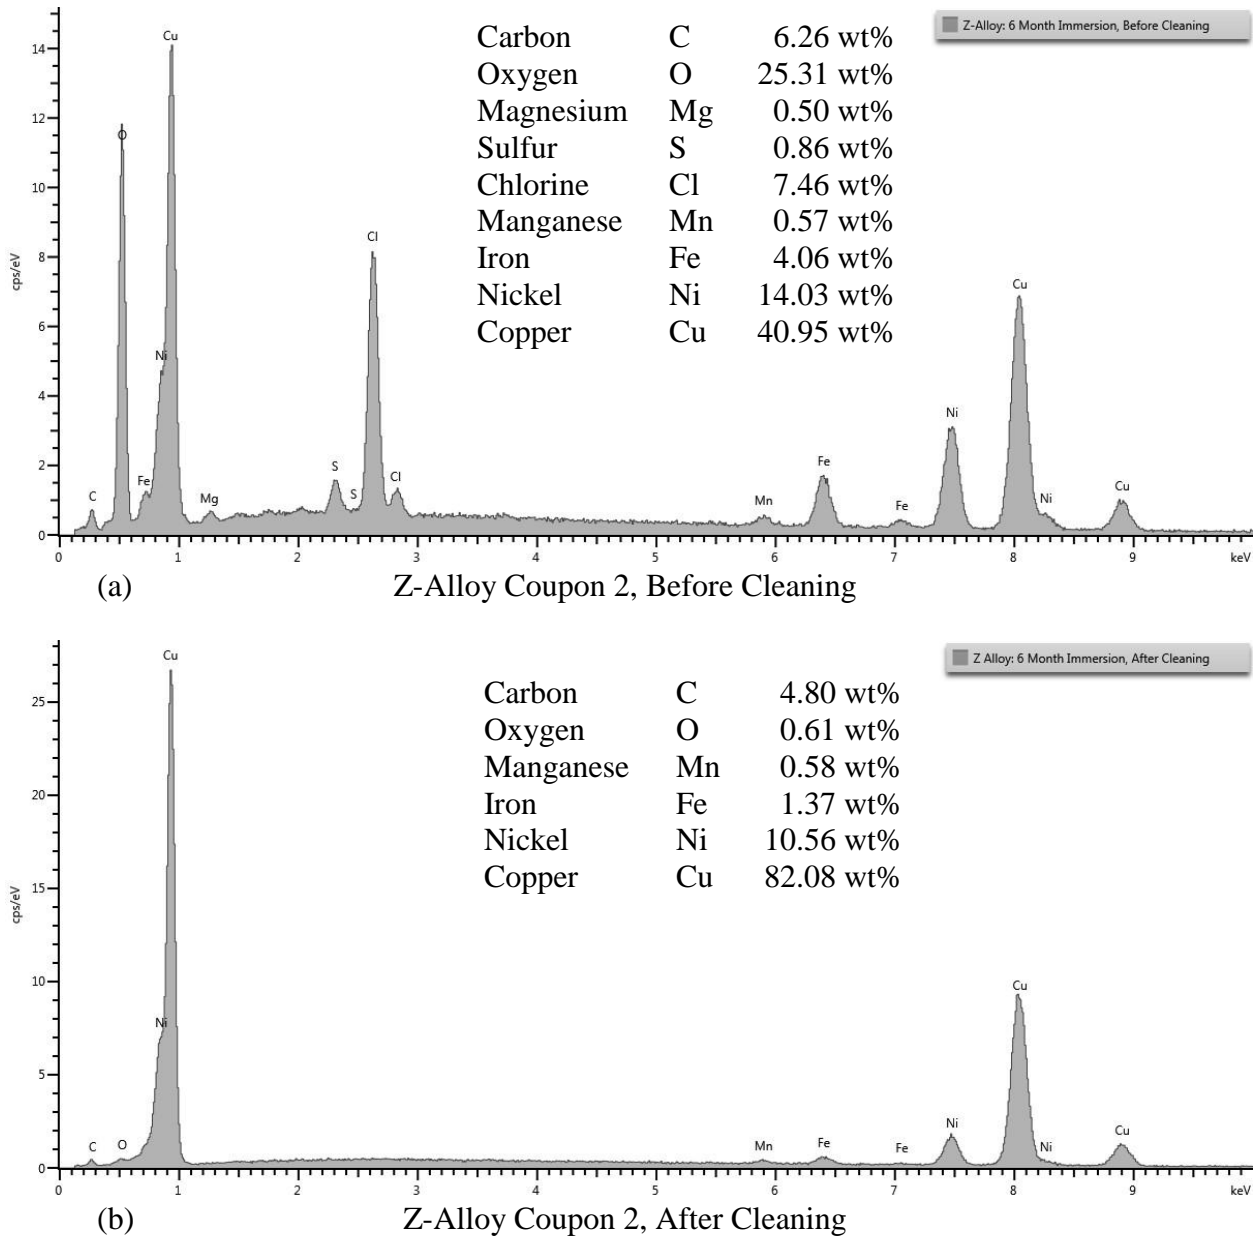 Z-Alloy: 6 Month Immersion, Before Cleaning
Carbon C 6.26 wt%
Oxygen O 25.31 wt%
Magnesium Mg 0.50 wt%
Sulfur S 0.86 wt%
Chlorine Cl 7.46 wt%
Manganese Mn 0.57 wt%
Iron Fe 4.06 wt%
Nickel Ni 14.03 wt%
Copper Cu 40.95 wt%
cps/eV
14
12
10
8
6
4
2
0
C O Fe Ni Cu Mg S S Cl Cl Mn Fe Fe Ni Cu Ni Cu
0 1 2 3 4 5 6 7 8 9 keV
(a) Z-Alloy Coupon 2, Before Cleaning
Z Alloy: 6 Month Immersion, After Cleaning
Carbon C 4.80 wt%
Oxygen O 0.61 wt%
Manganese Mn 0.58 wt%
Iron Fe 1.37 wt%
Nickel Ni 10.56 wt%
Copper Cu 82.08 wt%
cps/eV
25
20
15
10
5
0
C O Ni Cu Mn Fe Fe Ni Cu Ni Cu
0 1 2 3 4 5 6 7 8 9 keV
(b) Z-Alloy Coupon 2, After Cleaning